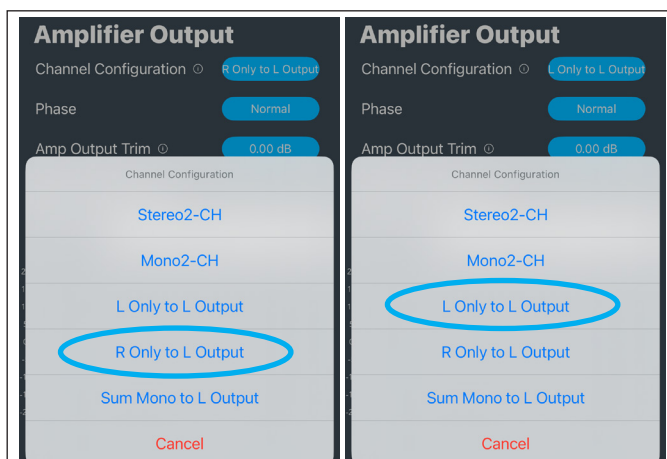 Amplifier Output
Channel Configuration ⓘ R Only to L Output
Phase Normal
Amp Output Trim ⓘ 0.00 dB
Channel Configuration
Stereo2-CH
Mono2-CH
L Only to L Output
R Only to L Output
Sum Mono to L Output
Cancel
Amplifier Output
Channel Configuration ⓘ L Only to L Output
Phase Normal
Amp Output Trim ⓘ 0.00 dB
Channel Configuration
Stereo2-CH
Mono2-CH
L Only to L Output
R Only to L Output
Sum Mono to L Output
Cancel